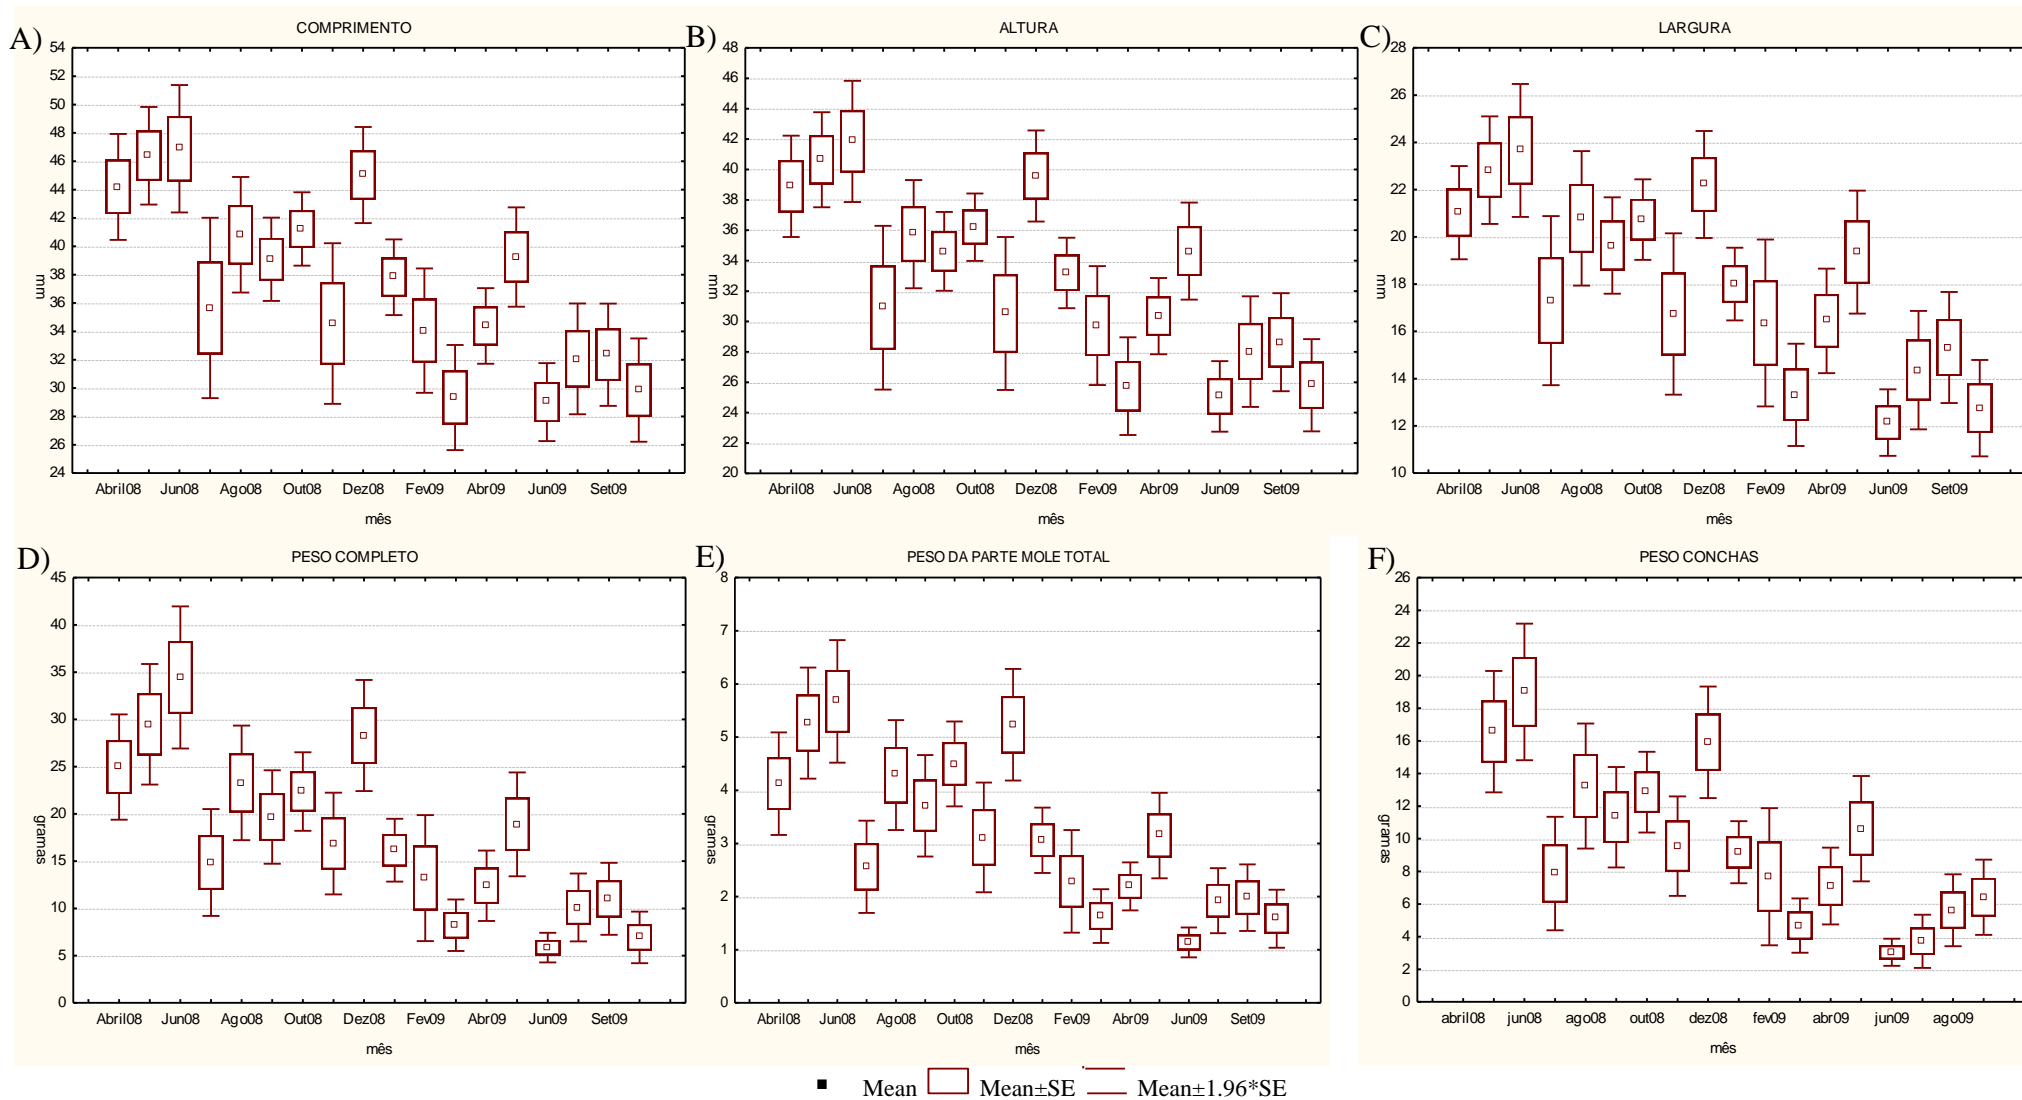 A)
COMPRIMENTO
54
52
50
48
46
44
42
40
38
36
34
32
30
28
26
24
mm
Abril08 Jun08 Ago08 Out08 Dez08 Fev09 Abr09 Jun09 Set09
mês
B)
ALTURA
48
46
44
42
40
38
36
34
32
30
28
26
24
22
20
mm
Abril08 Jun08 Ago08 Out08 Dez08 Fev09 Abr09 Jun09 Set09
mês
C)
LARGURA
28
26
24
22
20
18
16
14
12
10
mm
Abril08 Jun08 Ago08 Out08 Dez08 Fev09 Abr09 Jun09 Set09
mês
D)
PESO COMPLETO
45
40
35
30
25
20
15
10
5
0
gramas
Abril08 Jun08 Ago08 Out08 Dez08 Fev09 Abr09 Jun09 Set09
mês
E)
PESO DA PARTE MOLE TOTAL
8
7
6
5
4
3
2
1
0
gramas
Abril08 Jun08 Ago08 Out08 Dez08 Fev09 Abr09 Jun09 Set09
mês
F)
PESO CONCHAS
26
24
22
20
18
16
14
12
10
8
6
4
2
0
gramas
abril08 jun08 ago08 out08 dez08 fev09 abr09 jun09 ago09
mês
Mean Mean±SE Mean±1.96*SE